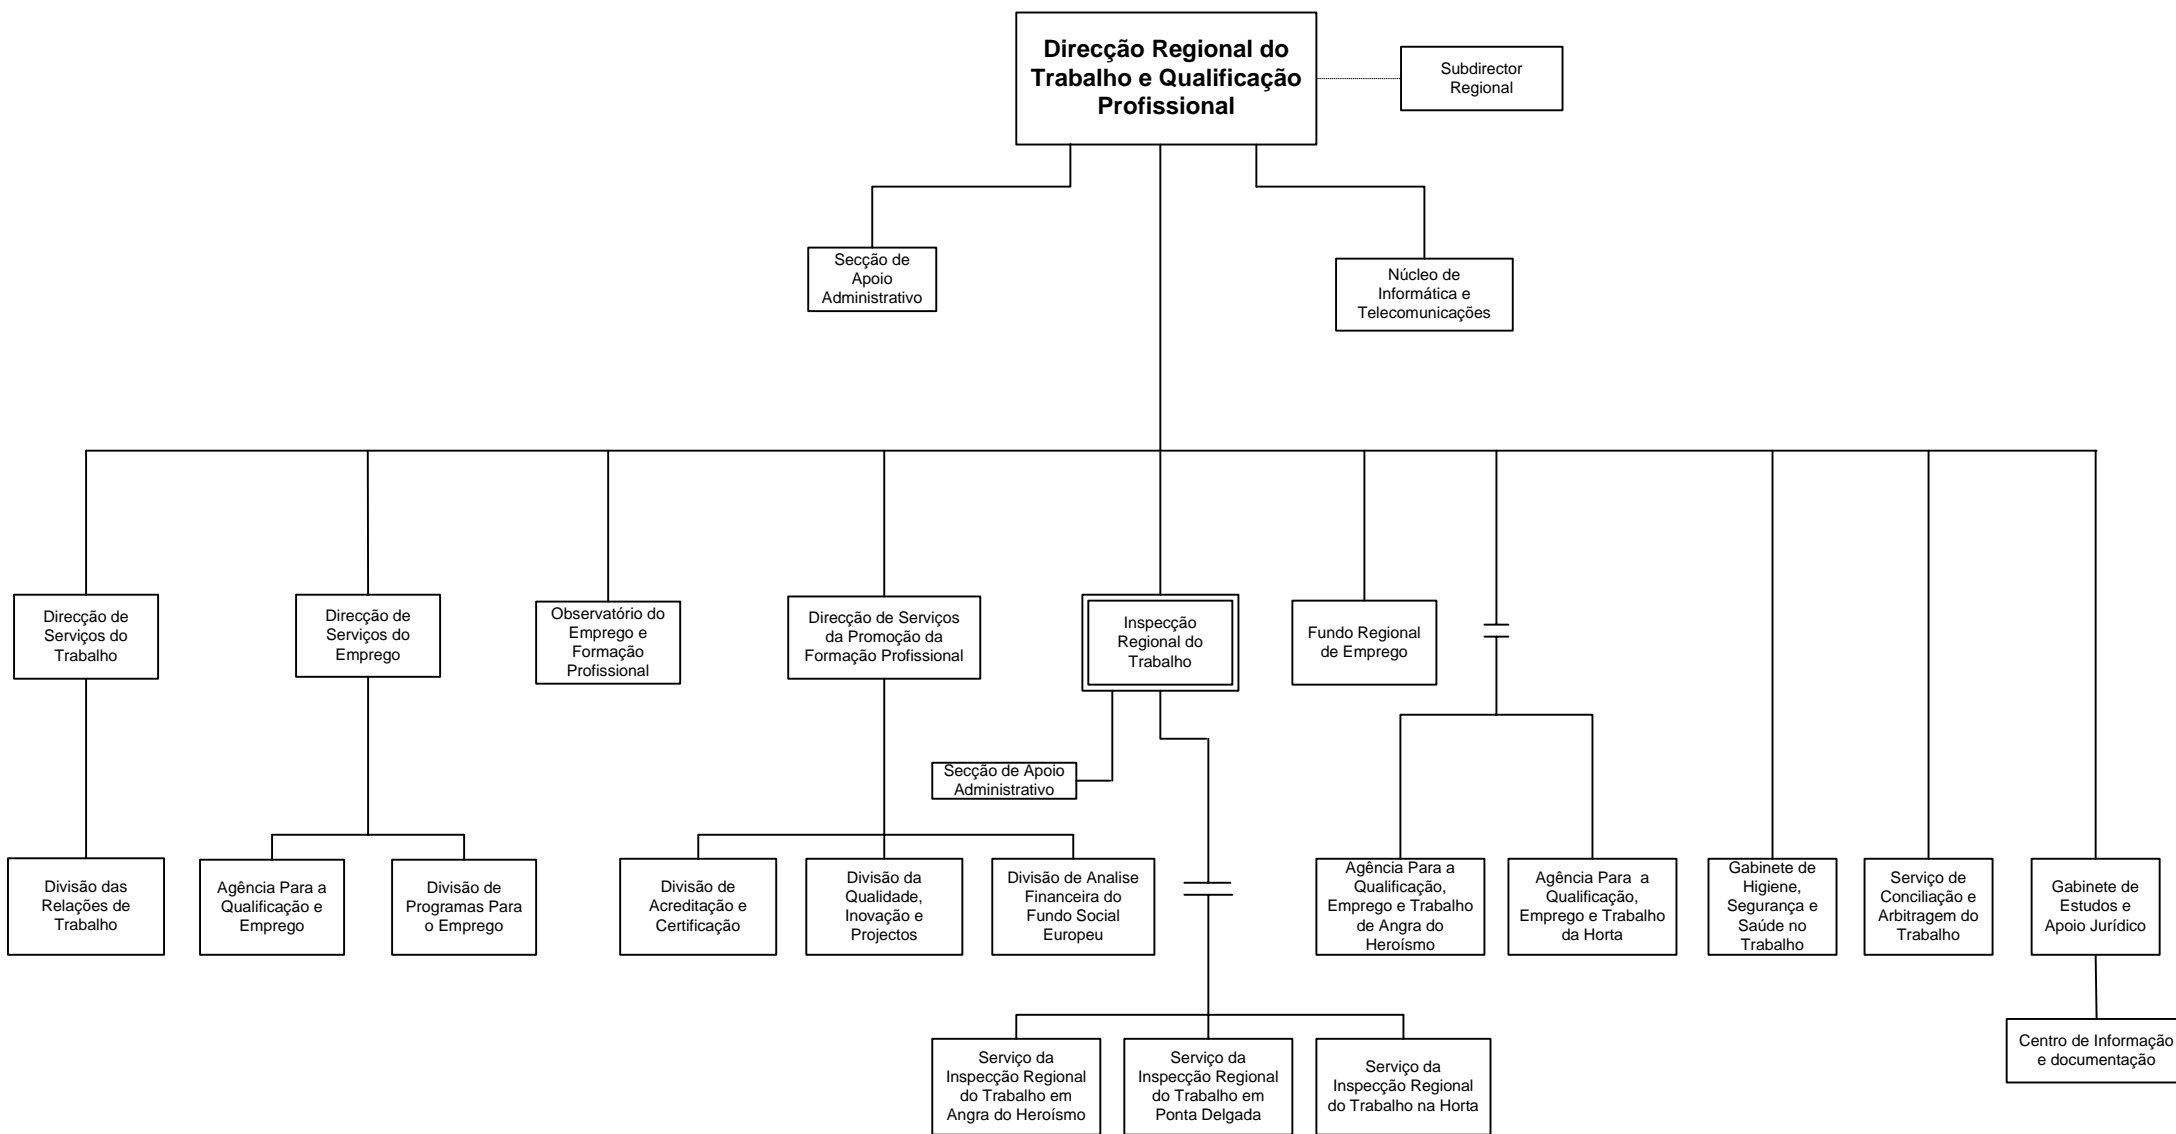 Direcção Regional do
Trabalho e Qualificação
Profissional
Subdirector
Regional
Secção de
Apoio
Administrativo
Núcleo de
Informática e
Telecomunicações
Direcção de
Serviços do
Trabalho
Direcção de
Serviços do
Emprego
Observatório do
Emprego e
Formação
Profissional
Direcção de Serviços
da Promoção da
Formação Profissional
Inspecção
Regional do
Trabalho
Fundo Regional
de Emprego
Secção de Apoio
Administrativo
Divisão das
Relações de
Trabalho
Agência Para a
Qualificação e
Emprego
Divisão de
Programas Para
o Emprego
Divisão de
Acreditação e
Certificação
Divisão da
Qualidade,
Inovação e
Projectos
Divisão de Analise
Financeira do
Fundo Social
Europeu
Agência Para a
Qualificação,
Emprego e Trabalho
de Angra do
Heroísmo
Agência Para a
Qualificação,
Emprego e Trabalho
da Horta
Gabinete de
Higiene,
Segurança e
Saúde no
Trabalho
Serviço de
Conciliação e
Arbitragem do
Trabalho
Gabinete de
Estudos e
Apoio Jurídico
Serviço da
Inspecção Regional
do Trabalho em
Angra do Heroísmo
Serviço da
Inspecção Regional
do Trabalho em
Ponta Delgada
Serviço da
Inspecção Regional
do Trabalho na Horta
Centro de Informação
e documentação